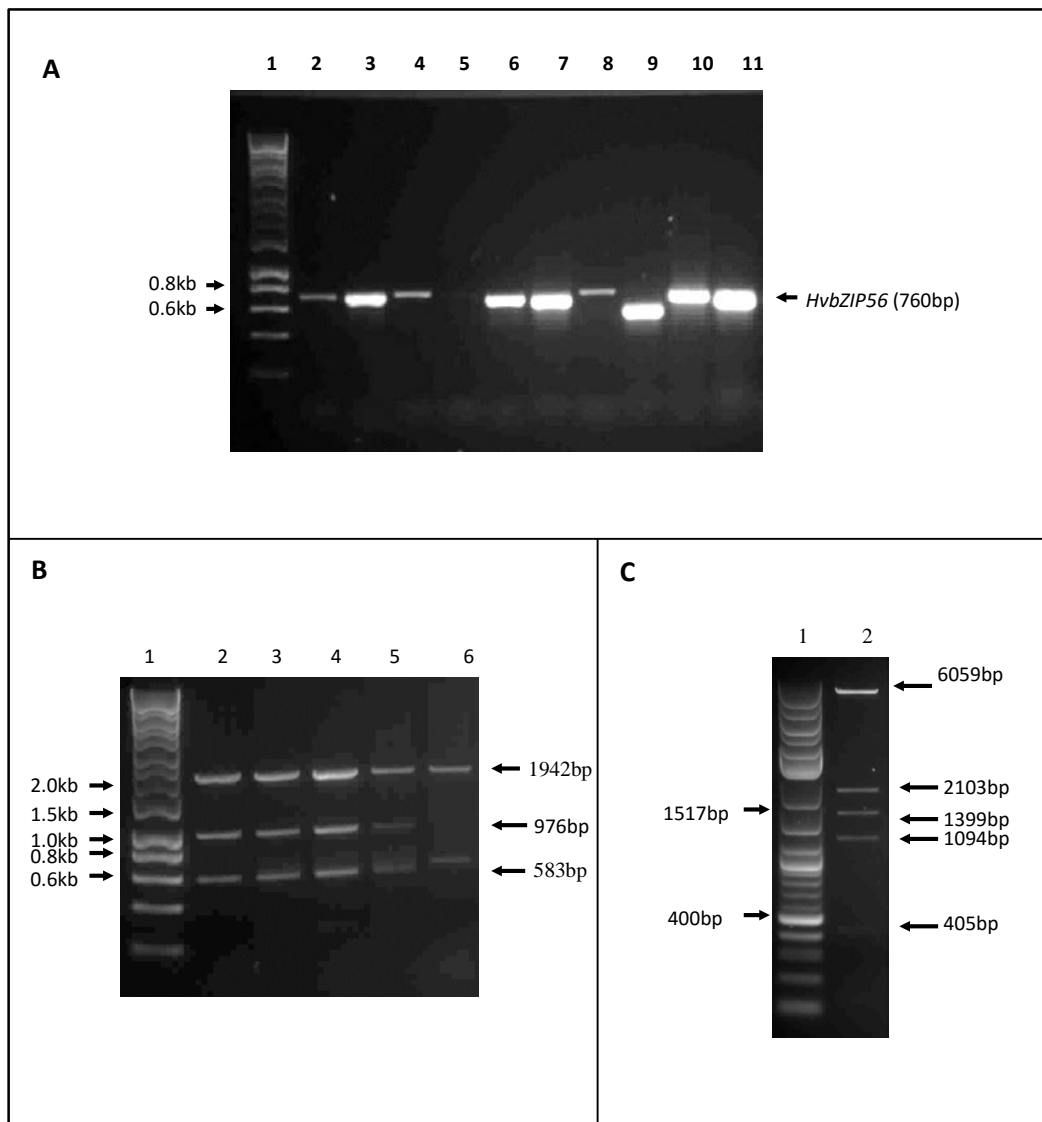 A
1 2 3 4 5 6 7 8 9 10 11
0.8kb
0.6kb
HvbZIP56 (760bp)
B
1 2 3 4 5 6
2.0kb
1.5kb
1.0kb
0.8kb
0.6kb
1942bp
976bp
583bp
C
1 2
6059bp
2103bp
1517bp
1399bp
1094bp
400bp
405bp